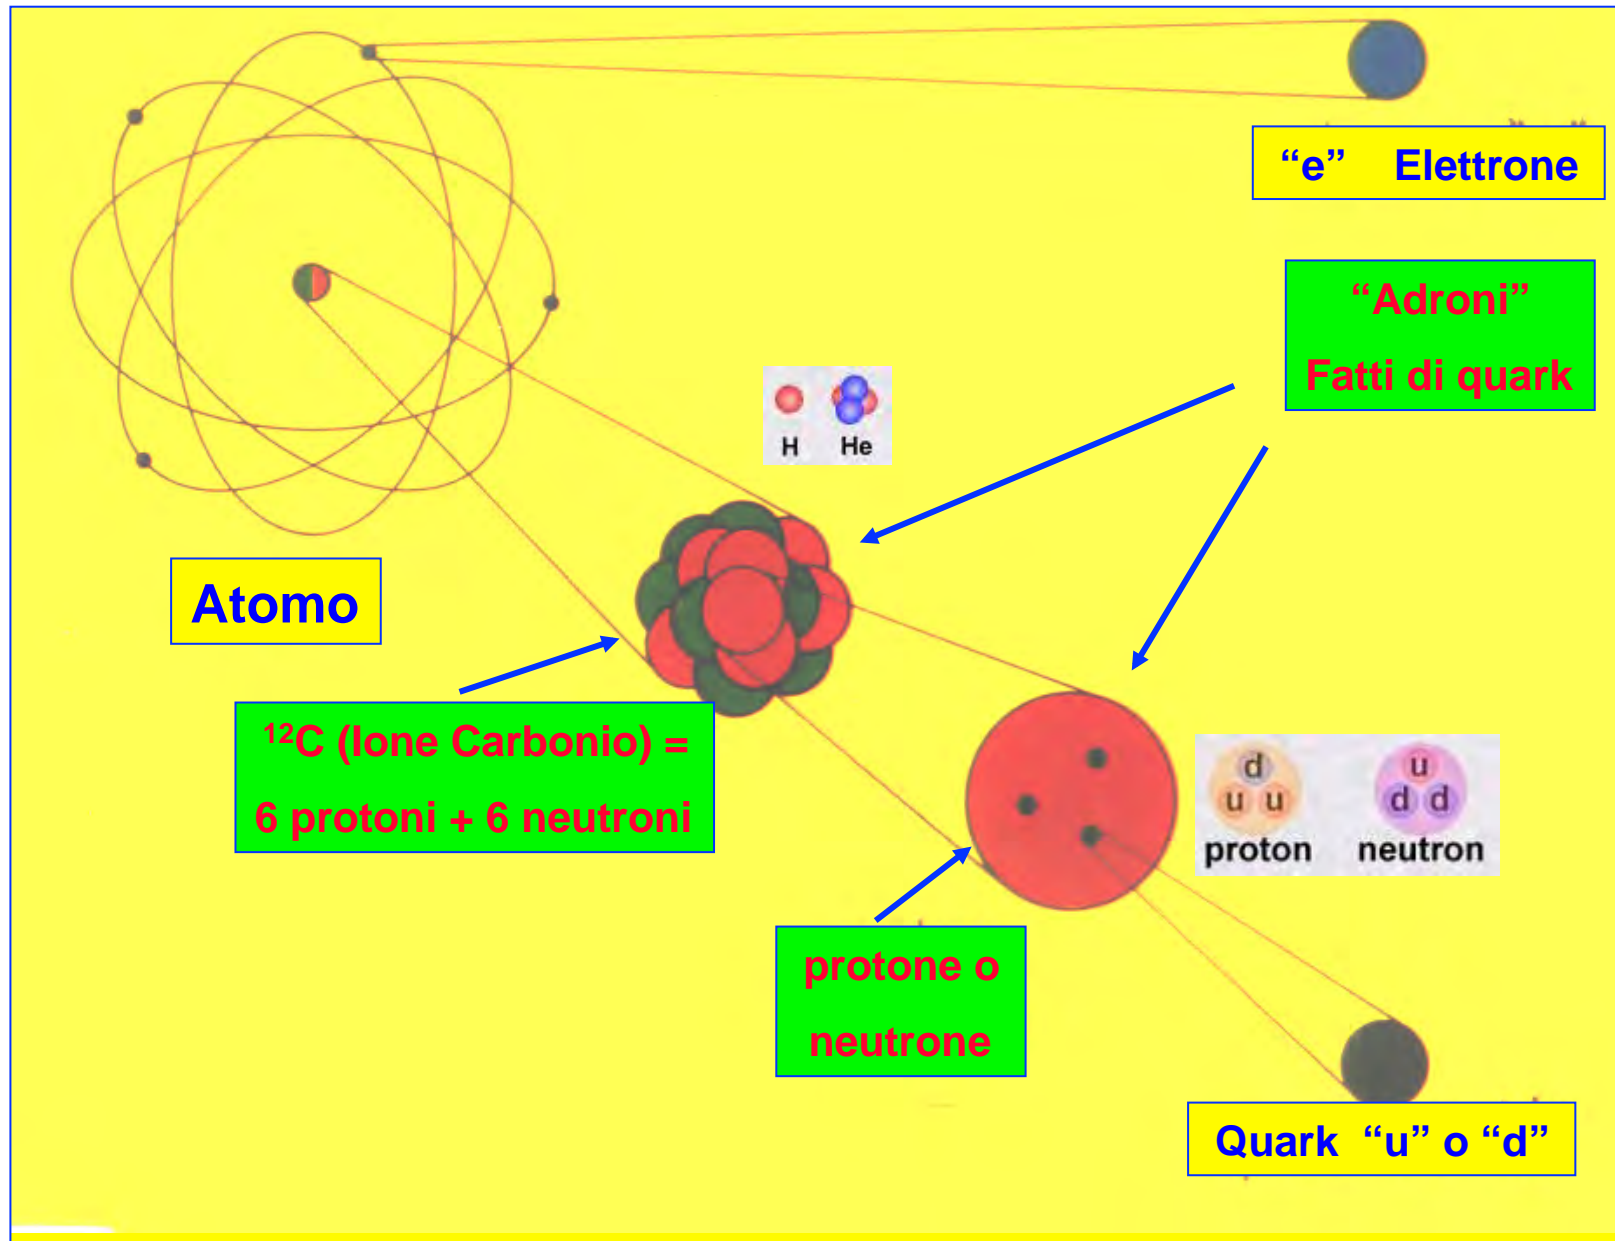 “e” Elettrone
“Adroni”
Fatti di quark
H He
Atomo
¹²C (Ione Carbonio) =
6 protoni + 6 neutroni
d
u u
proton
u
d d
neutron
protone o
neutrone
Quark “u” o “d”